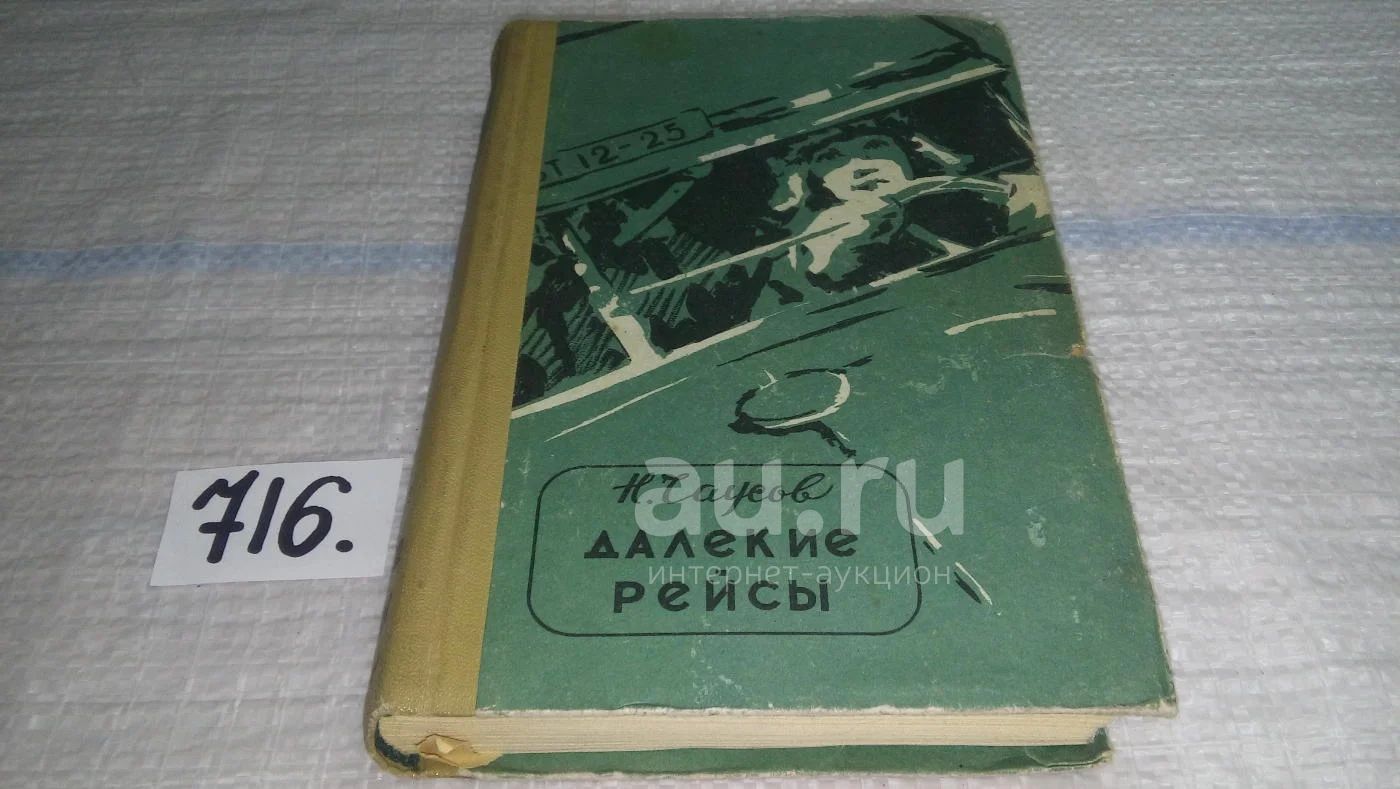 ОТ 12-25
716.
Н. Чаусов
ДАЛЕКИЕ
РЕЙСЫ
au.ru
интернет-аукцион